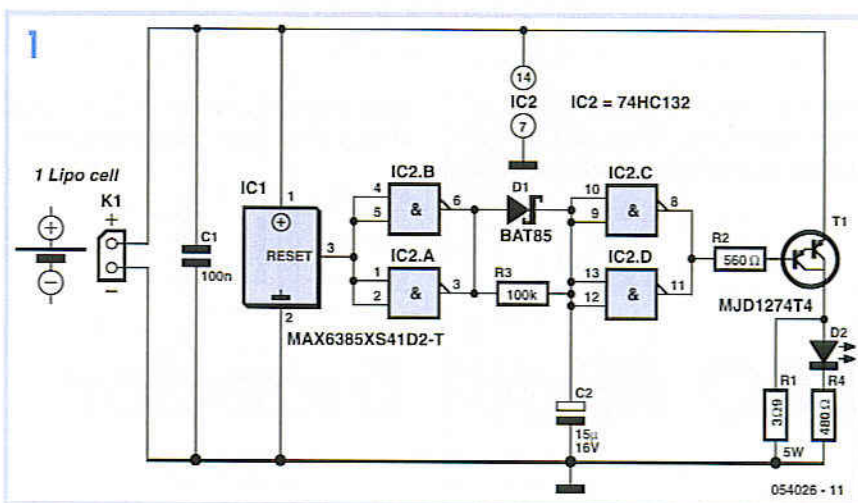 1
14
IC2
7
IC2 = 74HC132
1 Lipo cell
K1
+
–
C1
100n
IC1
1
RESET
3
2
MAX6385XS41D2-T
IC2.B
4
5
&
6
IC2.A
1
2
&
3
D1
BAT85
R3
100k
IC2.C
10
9
&
8
IC2.D
13
12
&
11
R2
560Ω
T1
MJD1274T4
D2
R1
3Ω9
5W
R4
480Ω
C2
15µ
16V
054026 - 11